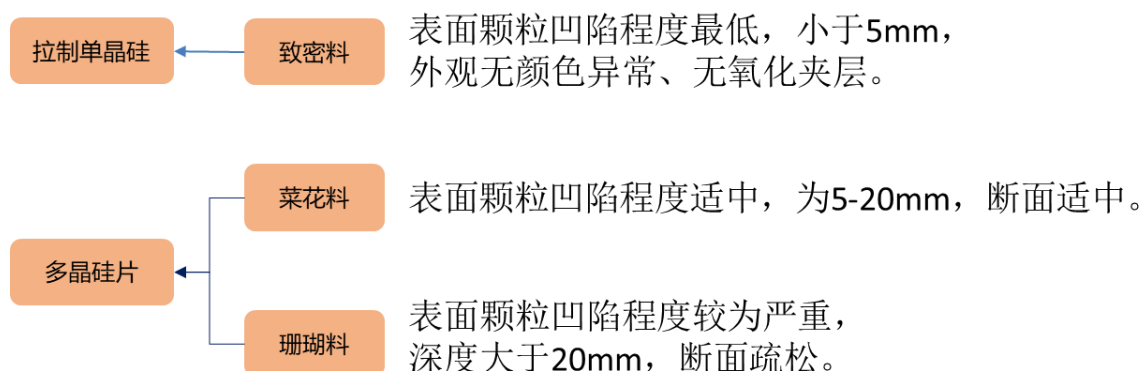 拉制单晶硅
致密料
表面颗粒凹陷程度最低，小于5mm，
外观无颜色异常、无氧化夹层。
菜花料
表面颗粒凹陷程度适中，为5-20mm，断面适中。
多晶硅片
珊瑚料
表面颗粒凹陷程度较为严重，
深度大于20mm，断面疏松。